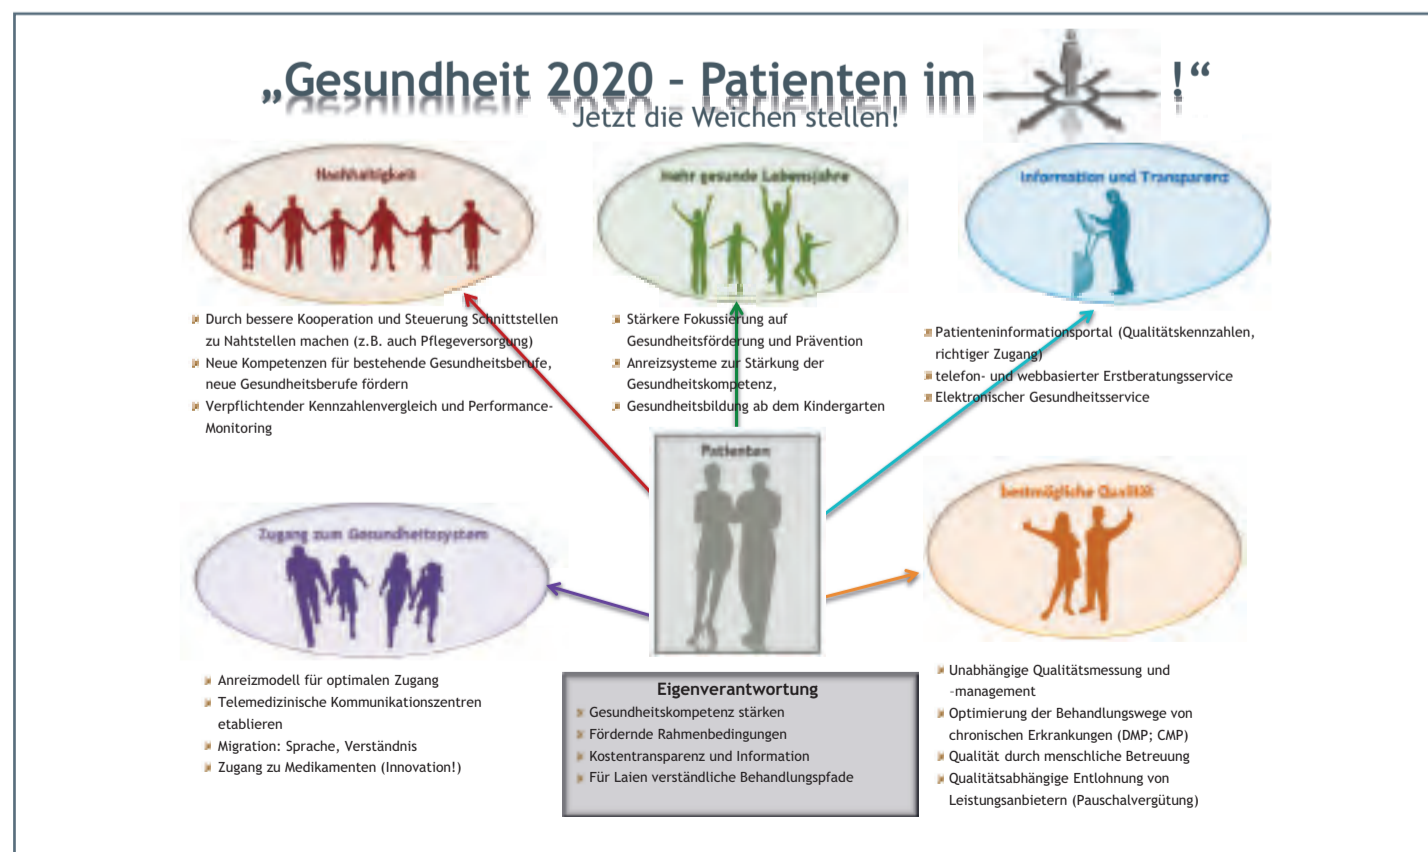 „Gesundheit 2020 - Patienten im !“
Jetzt die Weichen stellen!
Nachhaltigkeit
Durch bessere Kooperation und Steuerung Schnittstellen
zu Nahtstellen machen (z.B. auch Pflegeversorgung)
Neue Kompetenzen für bestehende Gesundheitsberufe,
neue Gesundheitsberufe fördern
Verpflichtender Kennzahlenvergleich und Performance-
Monitoring
Mehr gesunde Lebensjahre
Stärkere Fokussierung auf
Gesundheitsförderung und Prävention
Anreizsysteme zur Stärkung der
Gesundheitskompetenz,
Gesundheitsbildung ab dem Kindergarten
Information und Transparenz
Patienteninformationsportal (Qualitätskennzahlen,
richtiger Zugang)
telefon- und webbasierter Erstberatungsservice
Elektronischer Gesundheitsservice
Patienten
Zugang zum Gesundheitssystem
Anreizmodell für optimalen Zugang
Telemedizinische Kommunikationszentren
etablieren
Migration: Sprache, Verständnis
Zugang zu Medikamenten (Innovation!)
Eigenverantwortung
Gesundheitskompetenz stärken
Fördernde Rahmenbedingungen
Kostentransparenz und Information
Für Laien verständliche Behandlungspfade
bestmögliche Qualität
Unabhängige Qualitätsmessung und
-management
Optimierung der Behandlungswege von
chronischen Erkrankungen (DMP; CMP)
Qualität durch menschliche Betreuung
Qualitätsabhängige Entlohnung von
Leistungsanbietern (Pauschalvergütung)